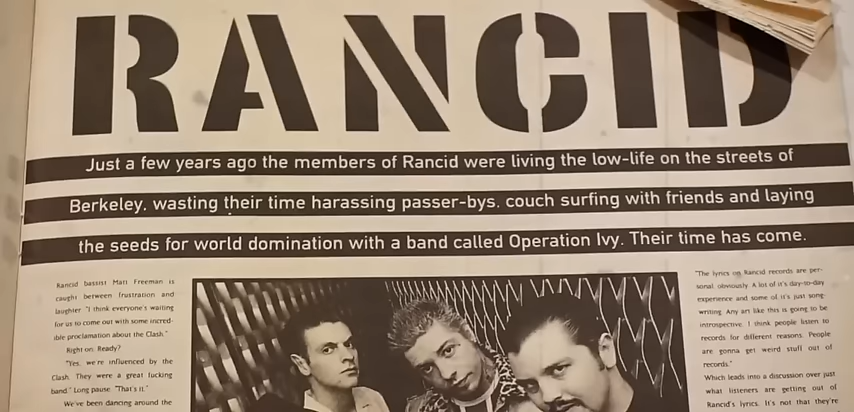 RANCID
Just a few years ago the members of Rancid were living the low-life on the streets of
Berkeley. wasting their time harassing passer-bys. couch surfing with friends and laying
the seeds for world domination with a band called Operation Ivy. Their time has come.
Rancid bassist Matt Freeman is
caught between frustration and
laughter "I think everyone's waiting
for us to come out with some incred-
ible proclamation about the Clash."
Right on. Ready?
"Yes, we're influenced by the
Clash. They were a great fucking
band." Long pause "That's it."
We've been dancing around the
"The lyrics on Rancid records are per-
sonal obviously A lot of it's day-to-day
experience and some of it's just song-
writing. Any art like this is going to be
introspective. I think people listen to
records for different reasons. People
are gonna get weird stuff out of
records."
Which leads into a discussion over just
what listeners are getting out of
Rancid's lyrics. It's not that they're